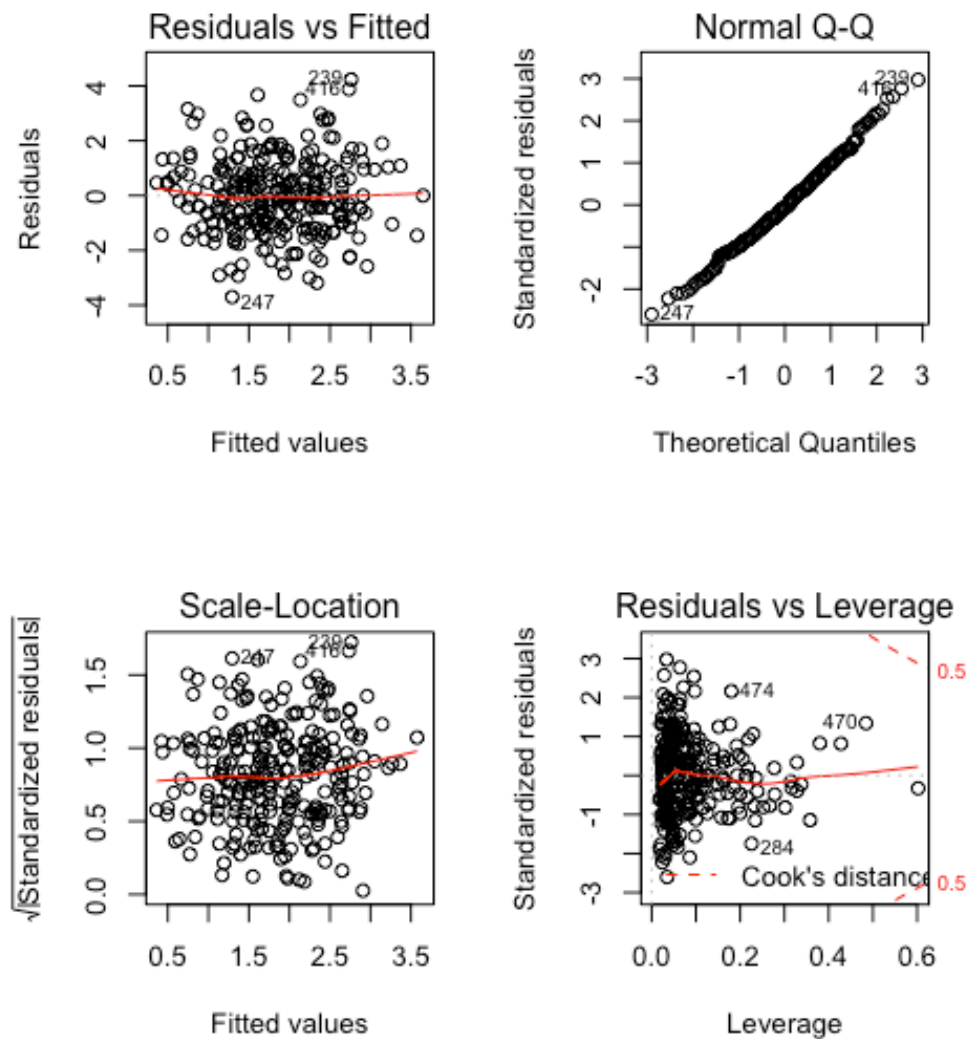 Residuals vs Fitted
Residuals
4
2
0
-2
-4
239
416
247
0.5 1.5 2.5 3.5
Fitted values
Normal Q-Q
Standardized residuals
3
2
1
0
-2
239
416
247
-3 -1 0 1 2 3
Theoretical Quantiles
Scale-Location
√|Standardized residuals|
1.5
1.0
0.5
0.0
247
239
416
0.5 1.5 2.5 3.5
Fitted values
Residuals vs Leverage
Standardized residuals
3
2
1
-1
-3
474
470
284
Cook's distance
0.5
0.5
0.0 0.2 0.4 0.6
Leverage